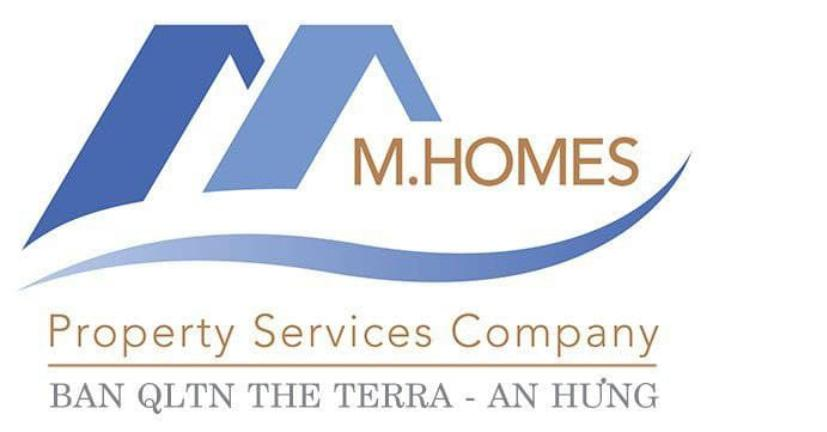 M.HOMES
Property Services Company
BAN QLTN THE TERRA - AN HƯNG